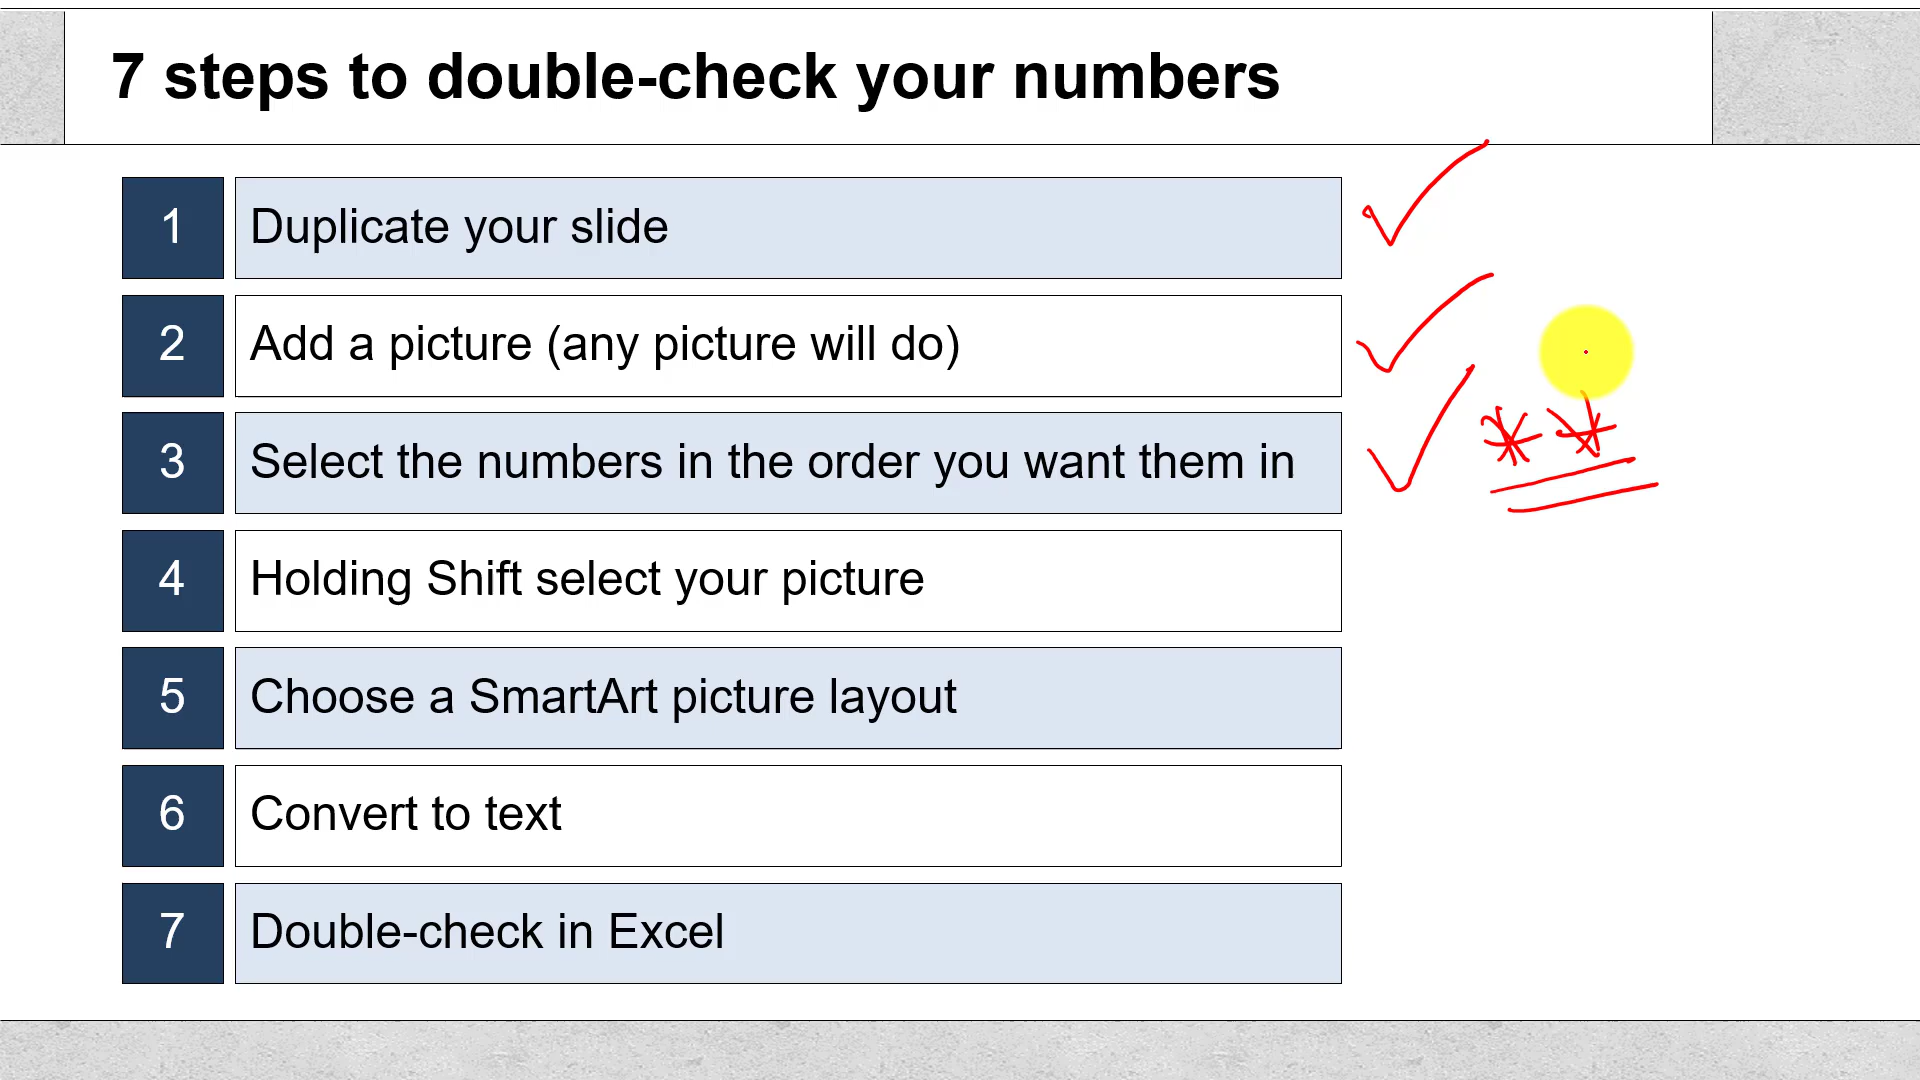 7 steps to double-check your numbers
1 Duplicate your slide
2 Add a picture (any picture will do)
3 Select the numbers in the order you want them in
4 Holding Shift select your picture
5 Choose a SmartArt picture layout
6 Convert to text
7 Double-check in Excel